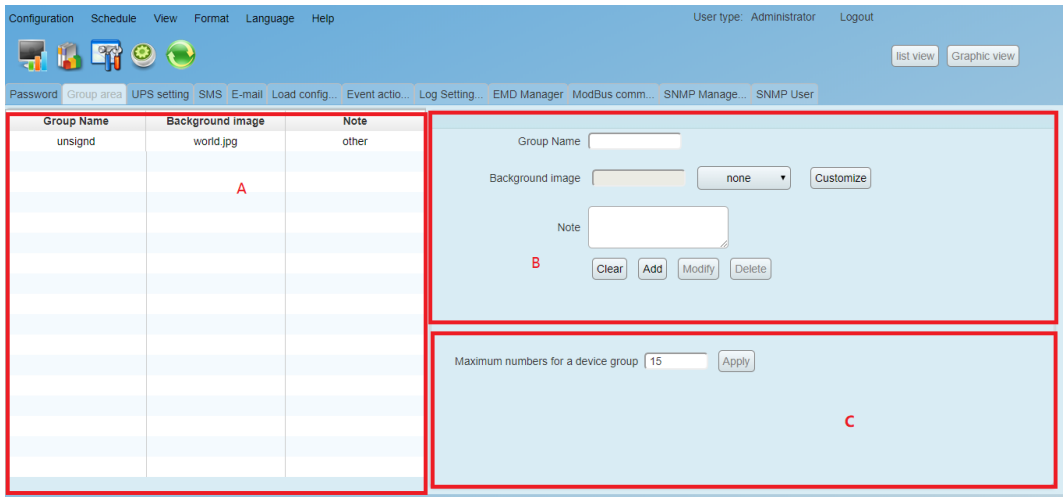 Configuration Schedule View Format Language Help User type: Administrator Logout
list view Graphic view
Password Group area UPS setting SMS E-mail Load config... Event actio... Log Setting... EMD Manager ModBus comm... SNMP Manage... SNMP User
Group Name Background image Note
unsignd world.jpg other
A
Group Name
Background image none Customize
Note
B
Clear Add Modify Delete
Maximum numbers for a device group 15 Apply
C